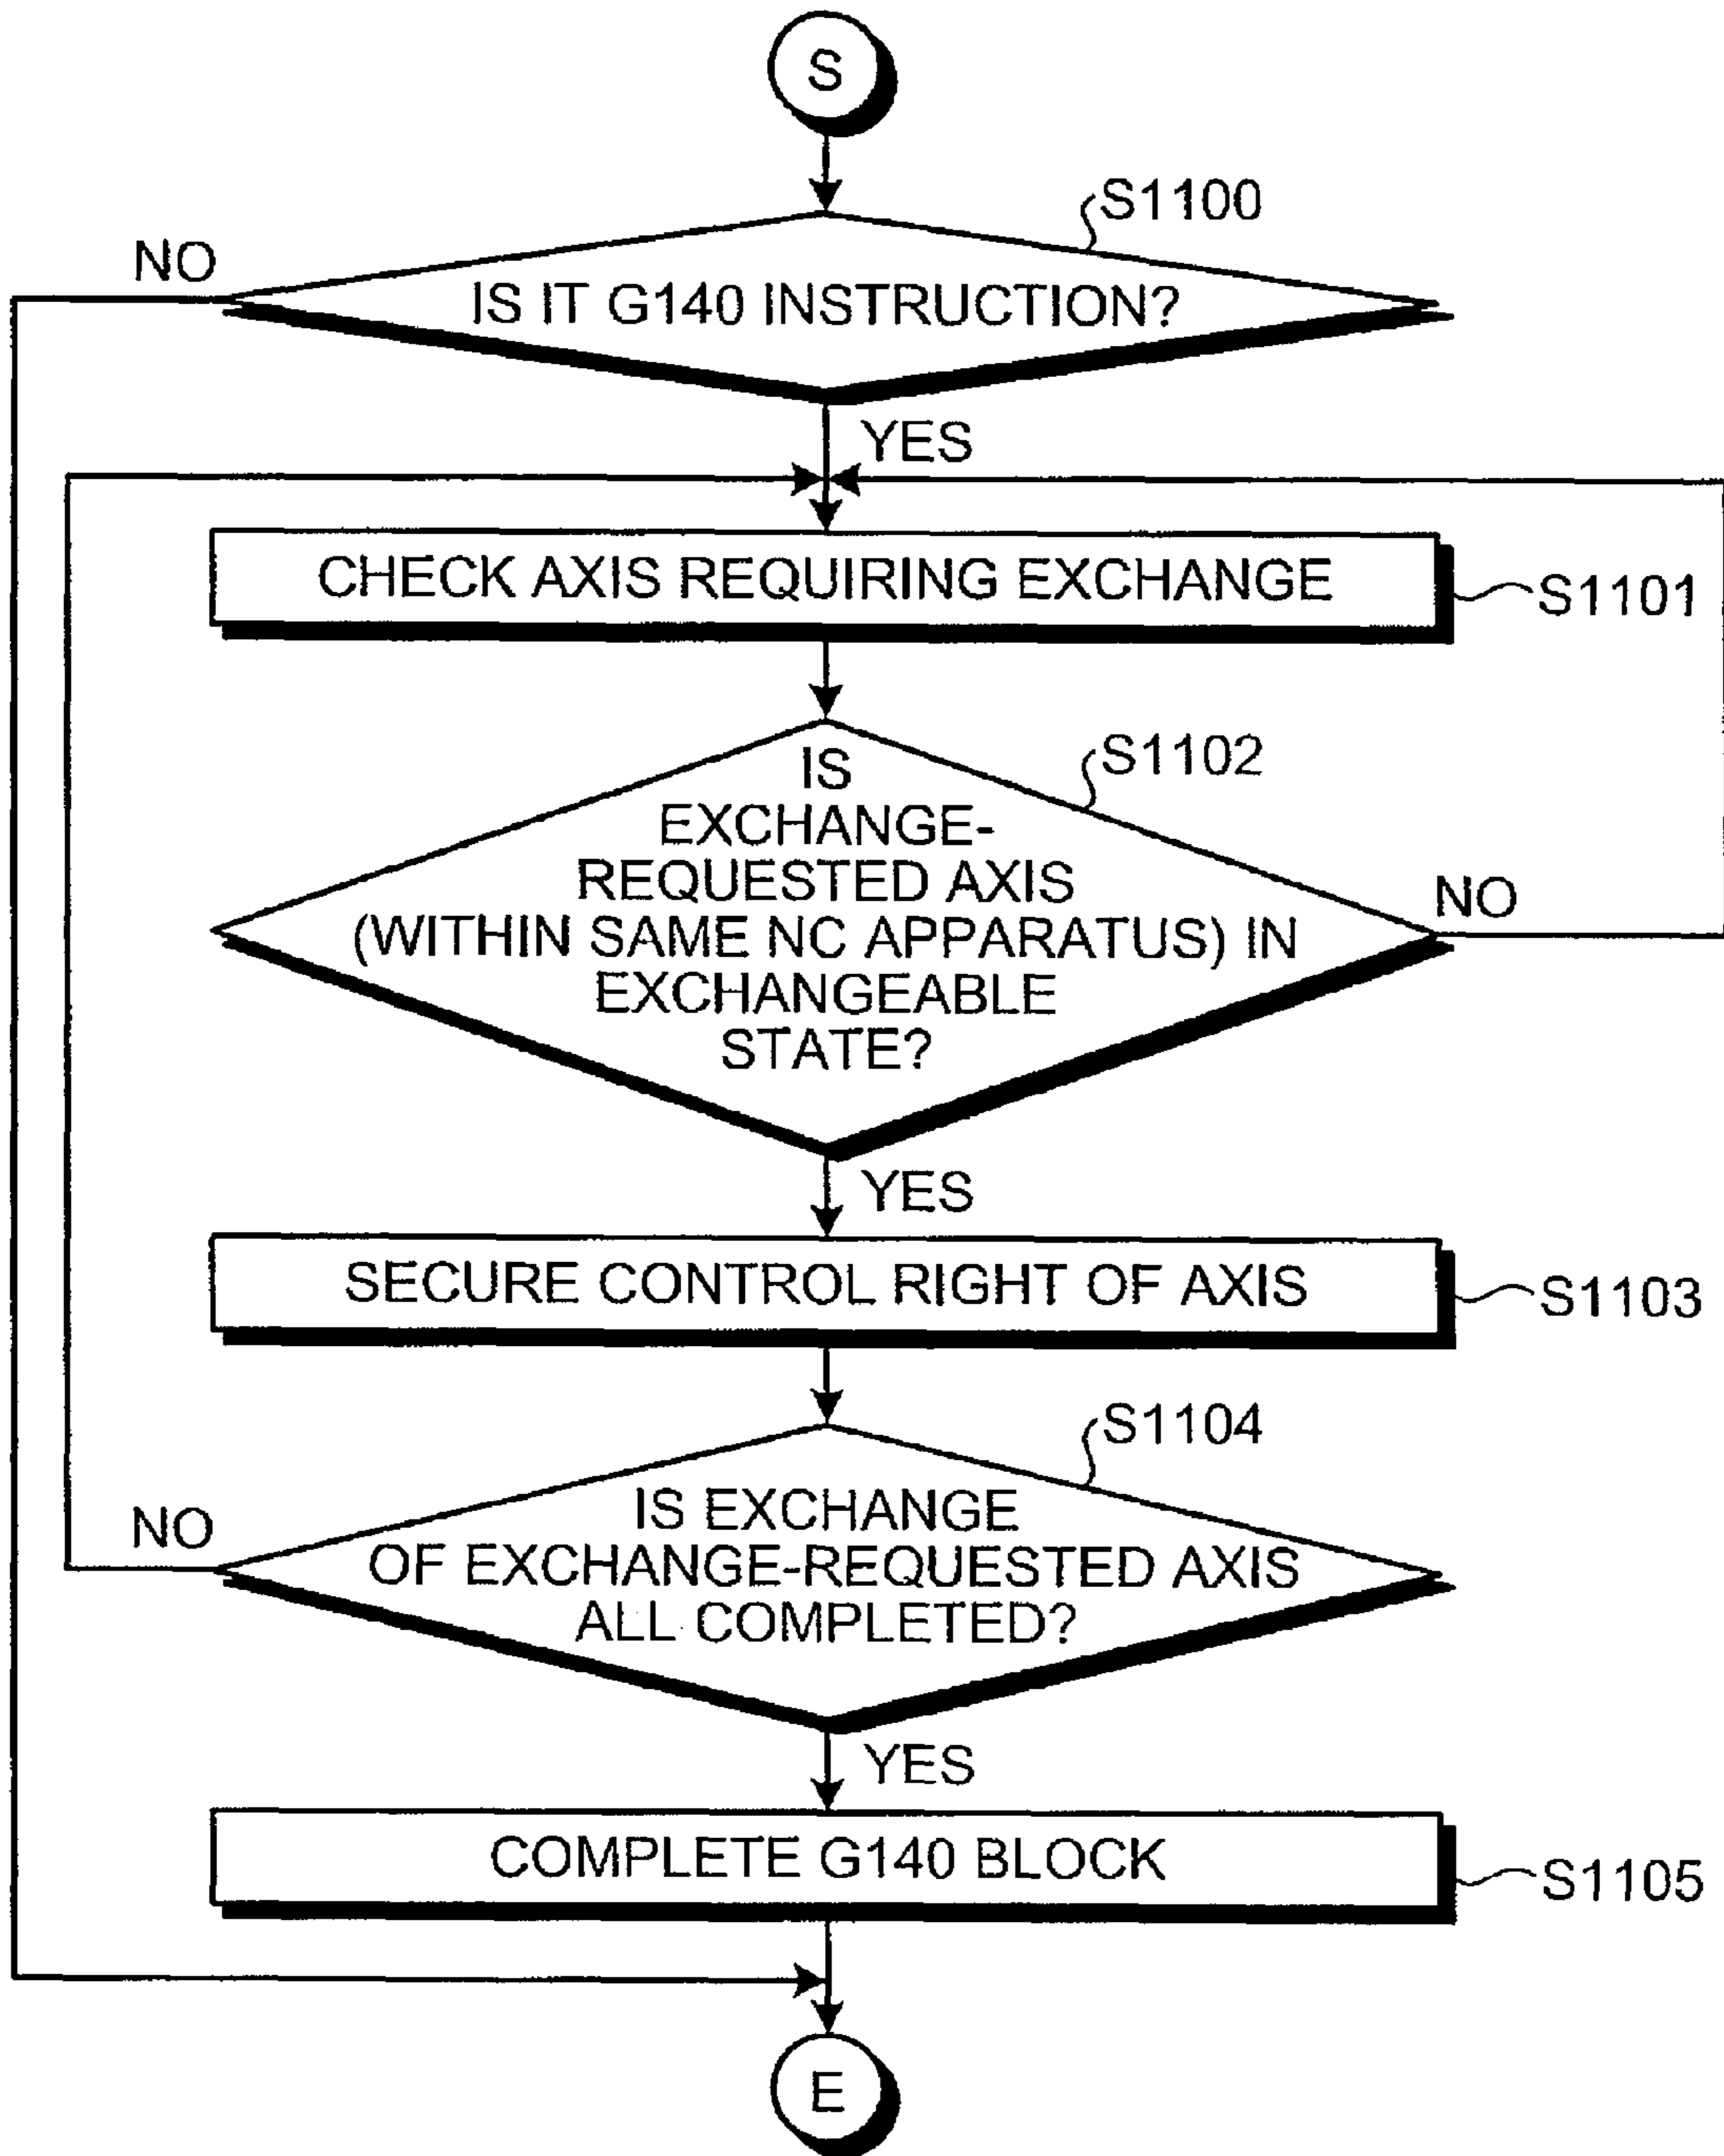 S
S1100
NO
IS IT G140 INSTRUCTION?
YES
CHECK AXIS REQUIRING EXCHANGE
S1101
S1102
IS
EXCHANGE-
REQUESTED AXIS
(WITHIN SAME NC APPARATUS) IN
EXCHANGEABLE
STATE?
NO
YES
SECURE CONTROL RIGHT OF AXIS
S1103
S1104
NO
IS EXCHANGE
OF EXCHANGE-REQUESTED AXIS
ALL COMPLETED?
YES
COMPLETE G140 BLOCK
S1105
E